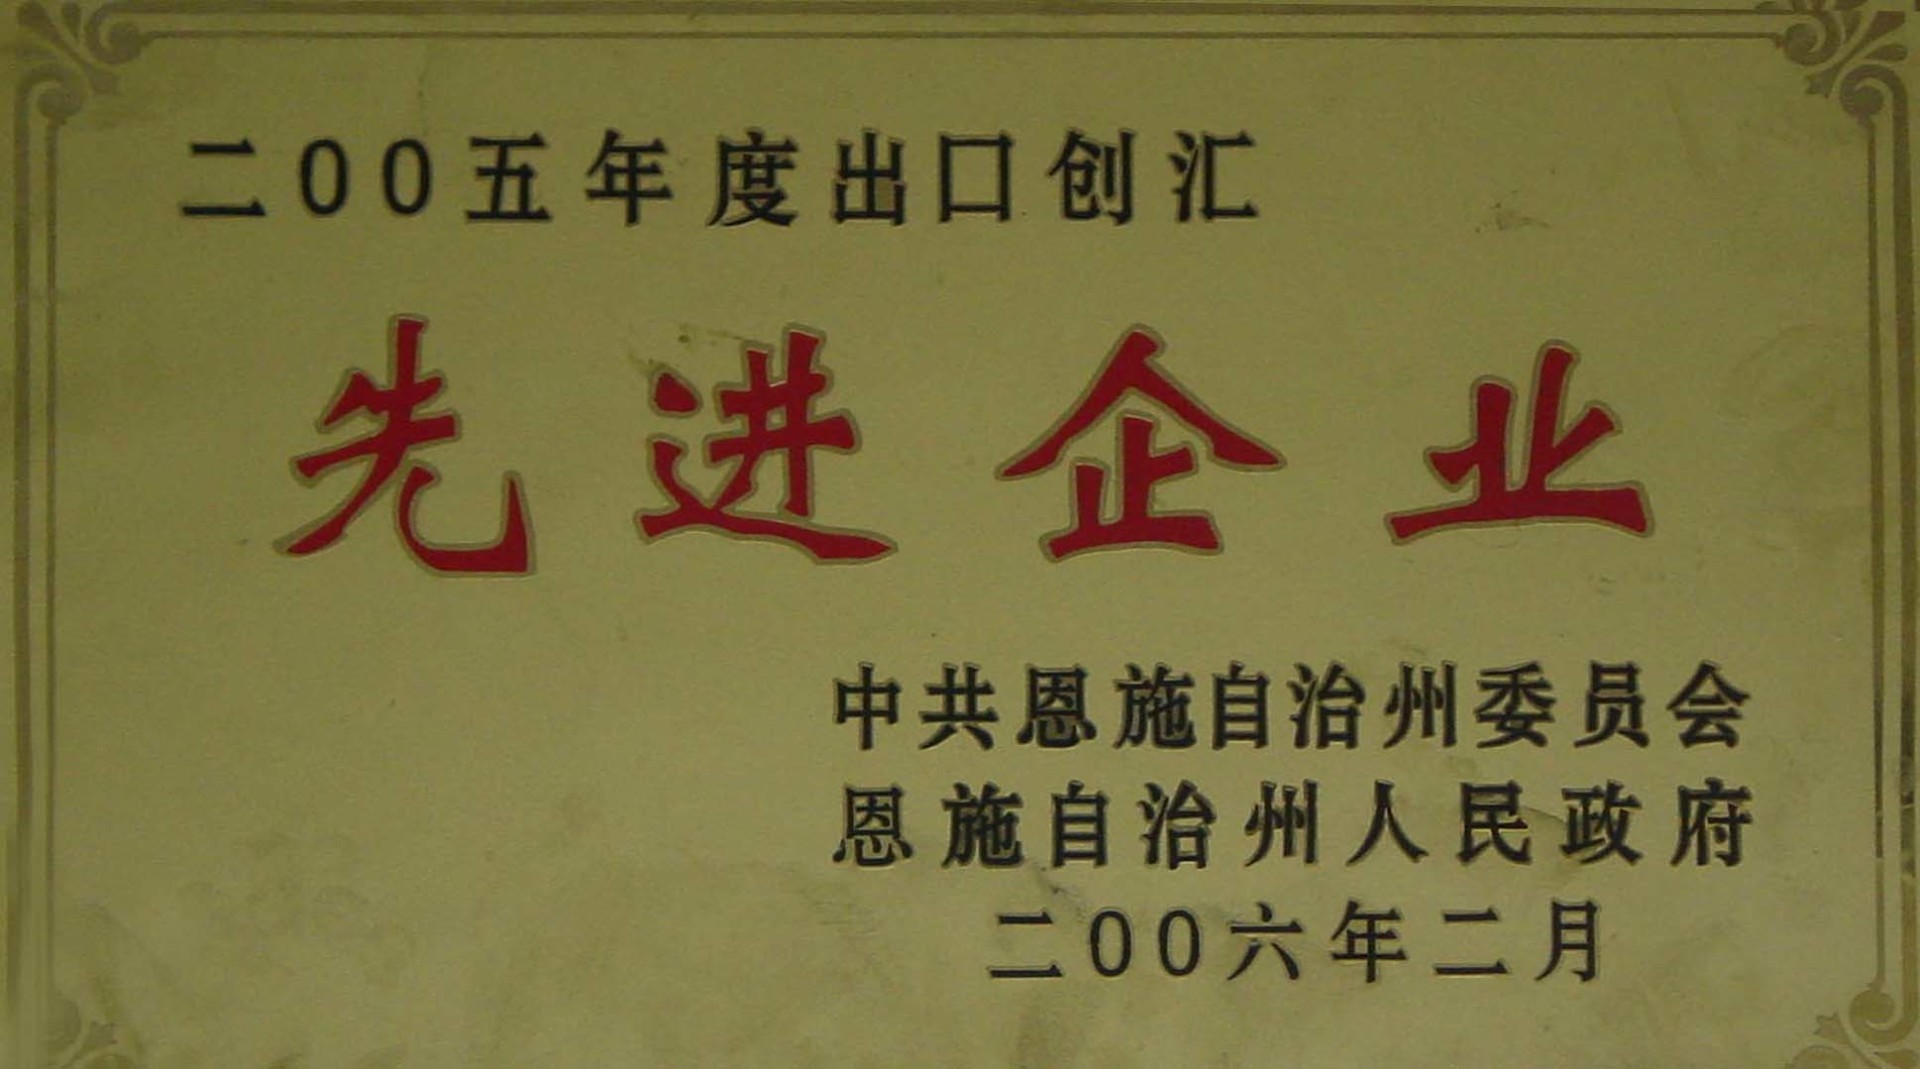 二00五年度出口创汇
先进企业
中共恩施自治州委员会
恩施自治州人民政府
二00六年二月